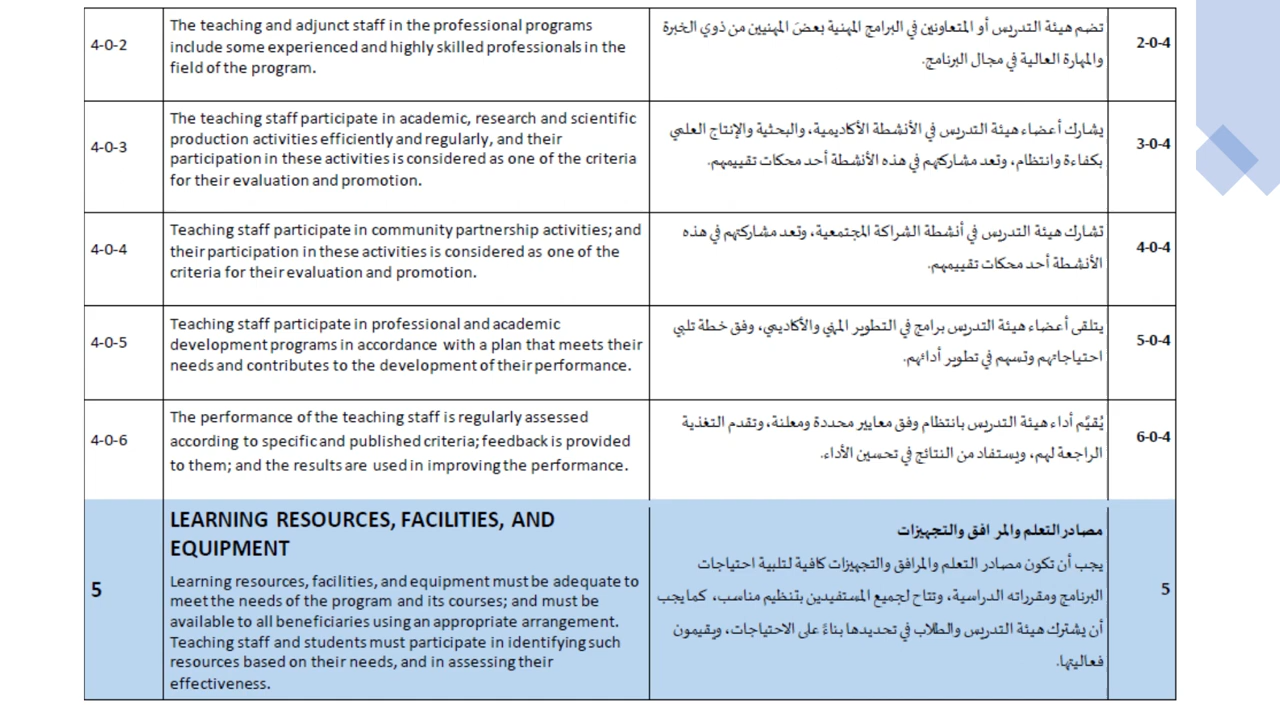 4-0-2
The teaching and adjunct staff in the professional programs
include some experienced and highly skilled professionals in the
field of the program.
تضم هيئة التدريس أو المتعاونين في البرامج المهنية بعضَ المهنيين من ذوي الخبرة
والمهارة العالية في مجال البرنامج.
2-0-4
4-0-3
The teaching staff participate in academic, research and scientific
production activities efficiently and regularly, and their
participation in these activities is considered as one of the criteria
for their evaluation and promotion.
يشارك أعضاء هيئة التدريس في الأنشطة الأكاديمية، والبحثية والإنتاج العلمي
بكفاءة وانتظام، وتعد مشاركتهم في هذه الأنشطة أحد محكات تقييمهم.
3-0-4
4-0-4
Teaching staff participate in community partnership activities; and
their participation in these activities is considered as one of the
criteria for their evaluation and promotion.
تشارك هيئة التدريس في أنشطة الشراكة المجتمعية، وتعد مشاركتهم في هذه
الأنشطة أحد محكات تقييمهم.
4-0-4
4-0-5
Teaching staff participate in professional and academic
development programs in accordance with a plan that meets their
needs and contributes to the development of their performance.
يتلقى أعضاء هيئة التدريس برامج في التطوير المهني والأكاديمي، وفق خطة تلبي
احتياجاتهم وتسهم في تطوير أدائهم.
5-0-4
4-0-6
The performance of the teaching staff is regularly assessed
according to specific and published criteria; feedback is provided
to them; and the results are used in improving the performance.
يُقيَّم أداء هيئة التدريس بانتظام وفق معايير محددة ومعلنة، وتقدم التغذية
الراجعة لهم، ويستفاد من النتائج في تحسين الأداء.
6-0-4
5
LEARNING RESOURCES, FACILITIES, AND
EQUIPMENT
Learning resources, facilities, and equipment must be adequate to
meet the needs of the program and its courses; and must be
available to all beneficiaries using an appropriate arrangement.
Teaching staff and students must participate in identifying such
resources based on their needs, and in assessing their
effectiveness.
مصادر التعلم والمرافق والتجهيزات
يجب أن تكون مصادر التعلم والمرافق والتجهيزات كافية لتلبية احتياجات
البرنامج ومقرراته الدراسية، وتتاح لجميع المستفيدين بتنظيم مناسب، كما يجب
أن يشترك هيئة التدريس والطلاب في تحديدها بناءً على الاحتياجات، ويقيمون
فعاليتها.
5